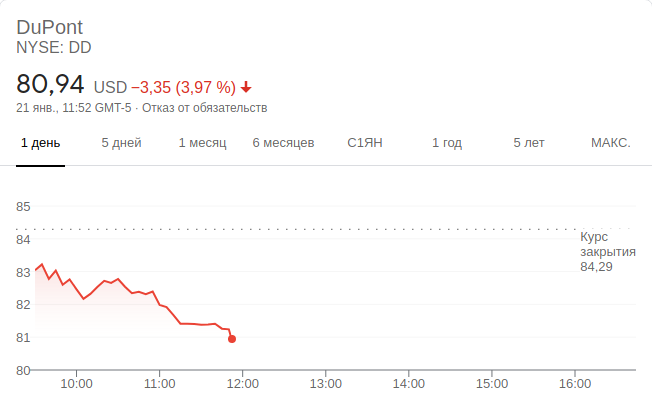 DuPont
NYSE: DD
80,94 USD −3,35 (3,97 %)
21 янв., 11:52 GMT-5 · Отказ от обязательств
1 день 5 дней 1 месяц 6 месяцев С1ЯН 1 год 5 лет МАКС.
85
84
83
82
81
80
Курс
закрытия
84,29
10:00 11:00 12:00 13:00 14:00 15:00 16:00